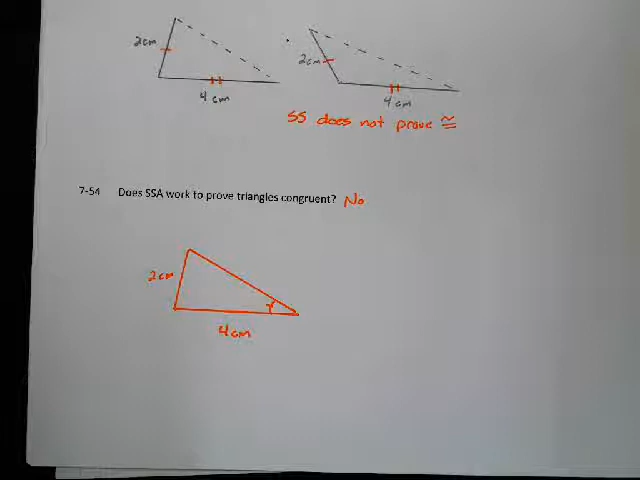 2cm
2cm
4 cm
4 cm
SS does not prove ≅
7-54 Does SSA work to prove triangles congruent? No
2cm
4cm